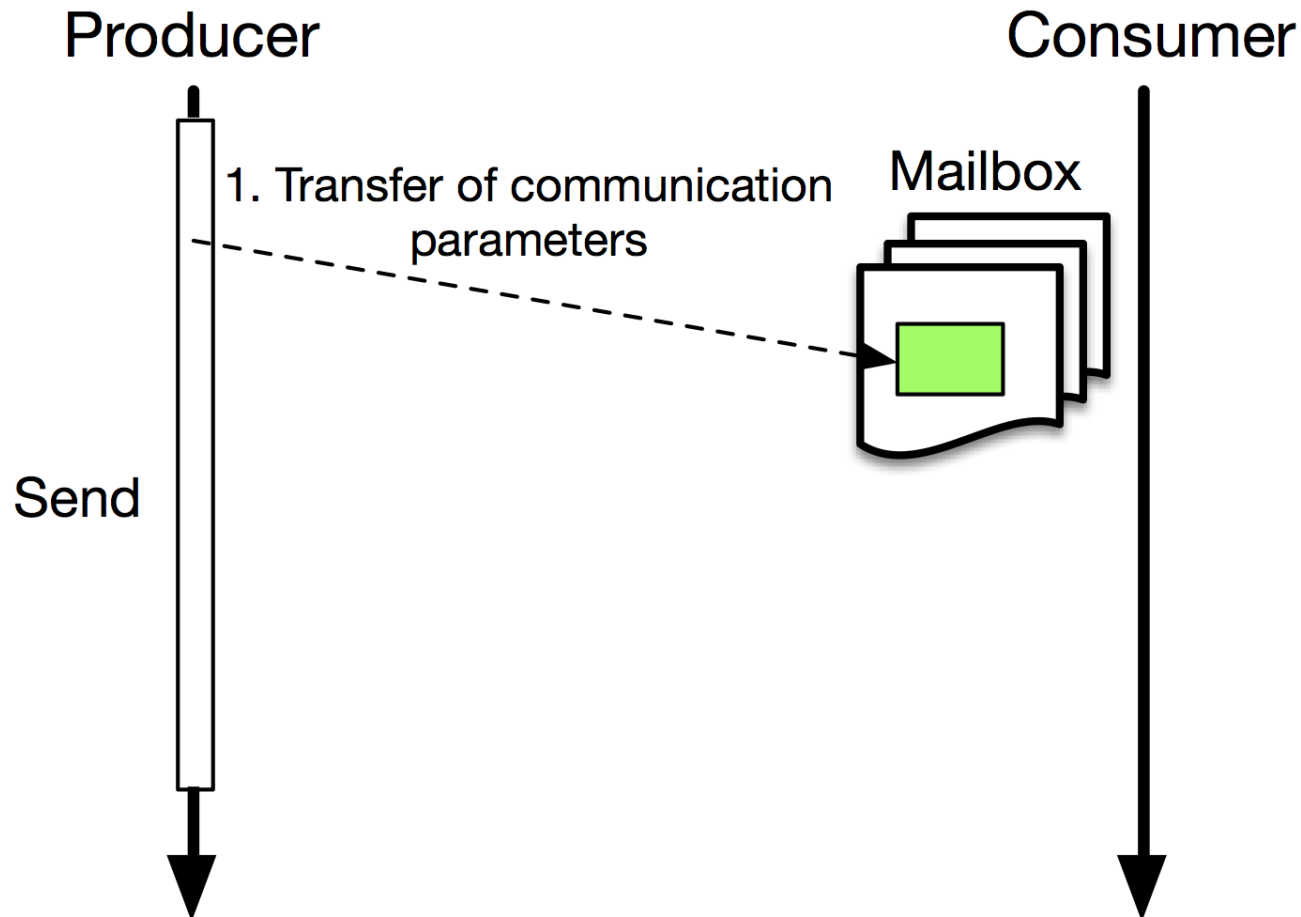 Producer
Consumer
1. Transfer of communication
parameters
Mailbox
Send